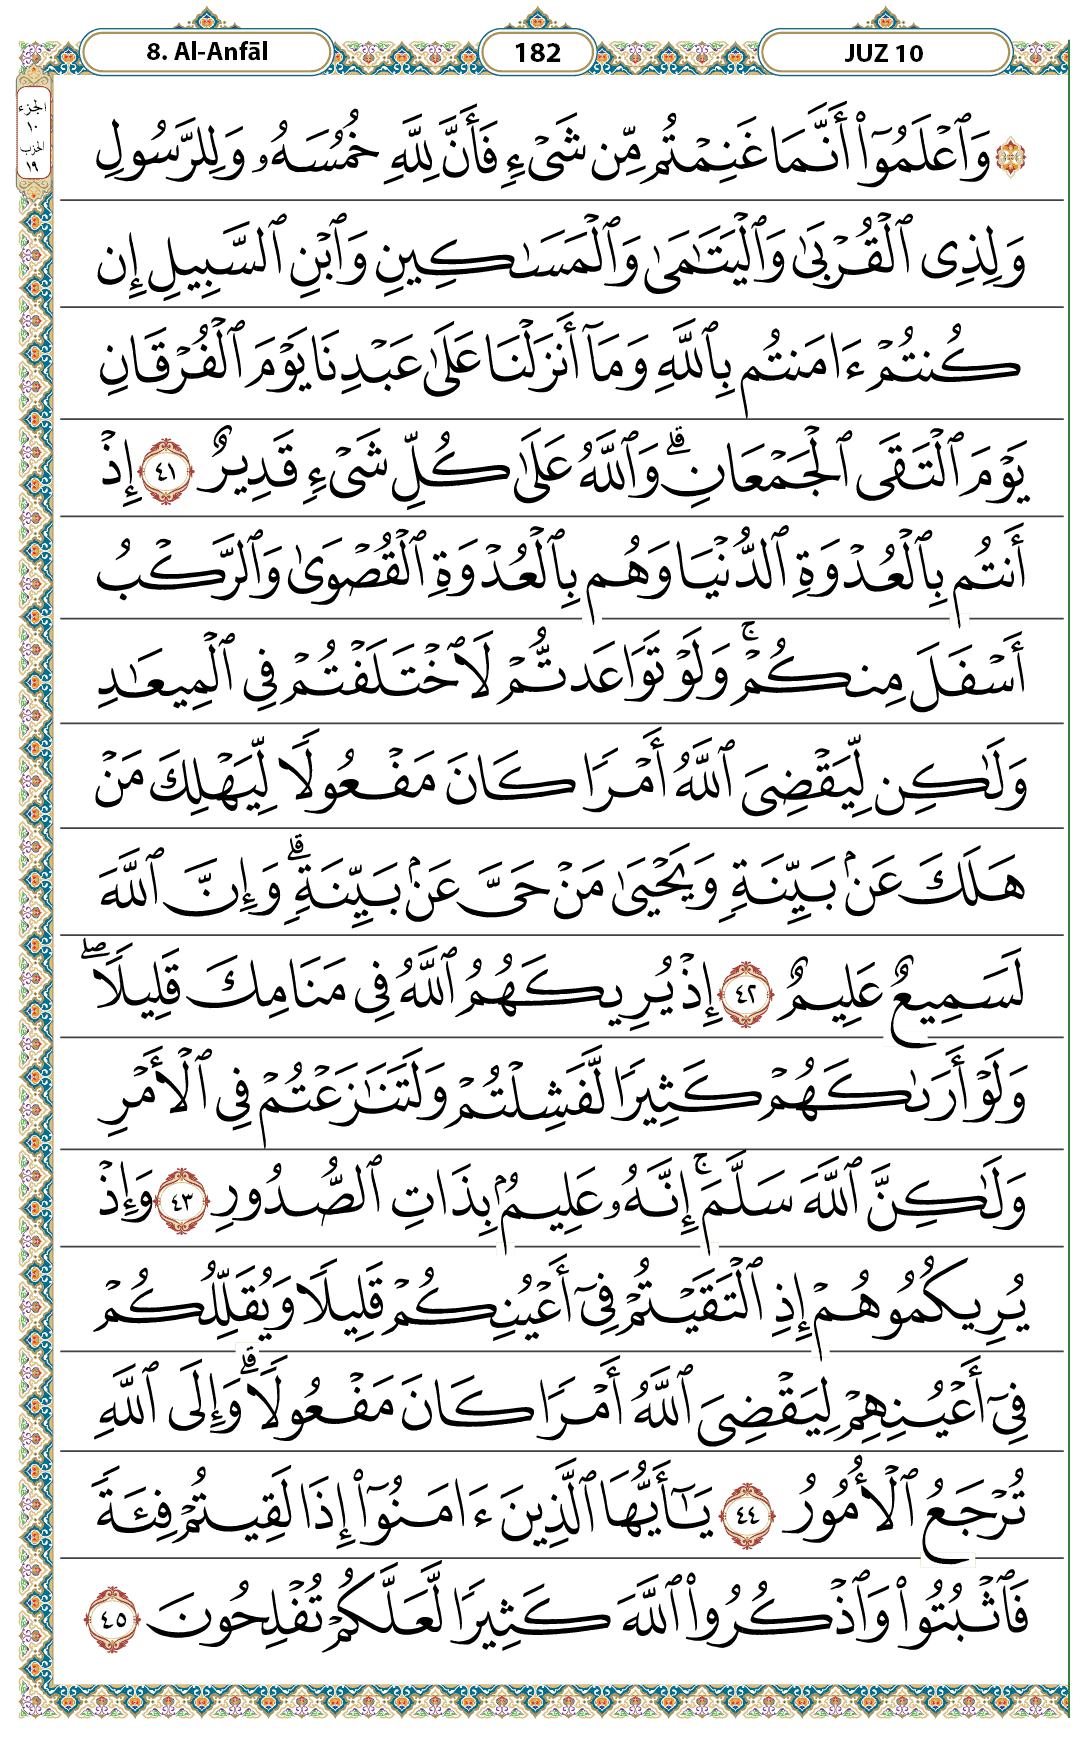 8. Al-Anfāl
182
JUZ 10
الجزء
١٠
الحزب
١٩
۞ وَٱعْلَمُوٓا۟ أَنَّمَا غَنِمْتُم مِّن شَىْءٍ فَأَنَّ لِلَّهِ خُمُسَهُۥ وَلِلرَّسُولِ
وَلِذِى ٱلْقُرْبَىٰ وَٱلْيَتَـٰمَىٰ وَٱلْمَسَـٰكِينِ وَٱبْنِ ٱلسَّبِيلِ إِن
كُنتُمْ ءَامَنتُم بِٱللَّهِ وَمَآ أَنزَلْنَا عَلَىٰ عَبْدِنَا يَوْمَ ٱلْفُرْقَانِ
يَوْمَ ٱلْتَقَى ٱلْجَمْعَانِ ۗ وَٱللَّهُ عَلَىٰ كُلِّ شَىْءٍ قَدِيرٌ ٤١ إِذْ
أَنتُم بِٱلْعُدْوَةِ ٱلدُّنْيَا وَهُم بِٱلْعُدْوَةِ ٱلْقُصْوَىٰ وَٱلرَّكْبُ
أَسْفَلَ مِنكُمْ ۚ وَلَوْ تَوَاعَدتُّمْ لَٱخْتَلَفْتُمْ فِى ٱلْمِيعَـٰدِ
وَلَـٰكِن لِّيَقْضِىَ ٱللَّهُ أَمْرًا كَانَ مَفْعُولًا لِّيَهْلِكَ مَنْ
هَلَكَ عَنۢ بَيِّنَةٍ وَيَحْيَىٰ مَنْ حَىَّ عَنۢ بَيِّنَةٍ ۗ وَإِنَّ ٱللَّهَ
لَسَمِيعٌ عَلِيمٌ ٤٢ إِذْ يُرِيكَهُمُ ٱللَّهُ فِى مَنَامِكَ قَلِيلًا ۖ
وَلَوْ أَرَىٰكَهُمْ كَثِيرًا لَّفَشِلْتُمْ وَلَتَنَـٰزَعْتُمْ فِى ٱلْأَمْرِ
وَلَـٰكِنَّ ٱللَّهَ سَلَّمَ ۚ إِنَّهُۥ عَلِيمٌۢ بِذَاتِ ٱلصُّدُورِ ٤٣ وَإِذْ
يُرِيكُمُوهُمْ إِذِ ٱلْتَقَيْتُمْ فِىٓ أَعْيُنِكُمْ قَلِيلًا وَيُقَلِّلُكُمْ
فِىٓ أَعْيُنِهِمْ لِيَقْضِىَ ٱللَّهُ أَمْرًا كَانَ مَفْعُولًا ۗ وَإِلَى ٱللَّهِ
تُرْجَعُ ٱلْأُمُورُ ٤٤ يَـٰٓأَيُّهَا ٱلَّذِينَ ءَامَنُوٓا۟ إِذَا لَقِيتُمْ فِئَةً
فَٱثْبُتُوا۟ وَٱذْكُرُوا۟ ٱللَّهَ كَثِيرًا لَّعَلَّكُمْ تُفْلِحُونَ ٤٥